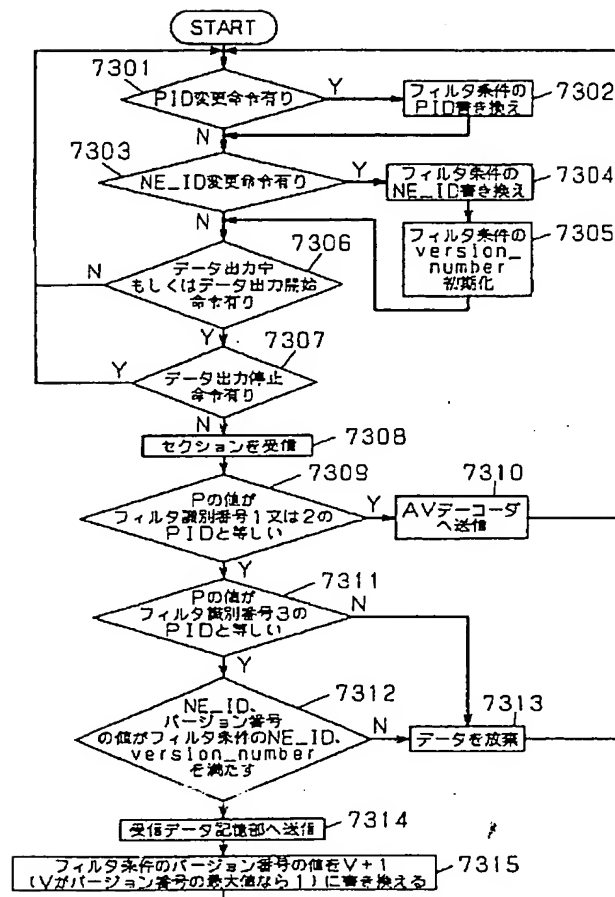 START
7301
PID変更命令有り
Y
フィルタ条件の
PID書き換え
7302
N
7303
NE_ID変更命令有り
Y
フィルタ条件の
NE_ID書き換え
7304
N
7306
フィルタ条件の
version_
number
初期化
7305
N
データ出力中
もしくはデータ出力開始
命令有り
Y
7307
Y
データ出力停止
命令有り
N
セクションを受信
7308
7309
Pの値が
フィルタ識別番号1又は2の
PIDと等しい
Y
7310
AVデーコーダ
へ送信
Y
7311
Pの値が
フィルタ識別番号3の
PIDと等しい
N
Y
7312
NE_ID、
バージョン番号
の値がフィルタ条件のNE_ID、
version_number
を満たす
N
7313
データを放棄
Y
受信データ記憶部へ送信
7314
フィルタ条件のバージョン番号の値をV+1
(Vがバージョン番号の最大値なら1)に書き換える
7315